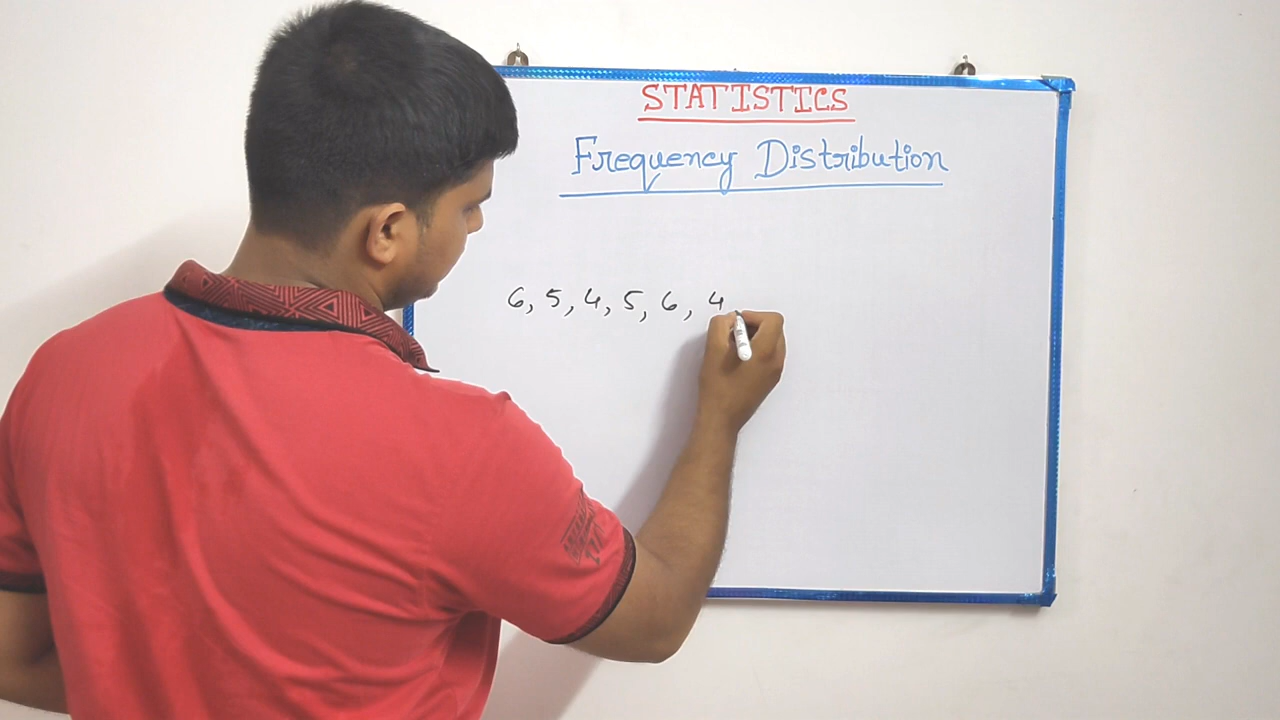 STATISTICS
Frequency Distribution
6, 5, 4, 5, 6, 4